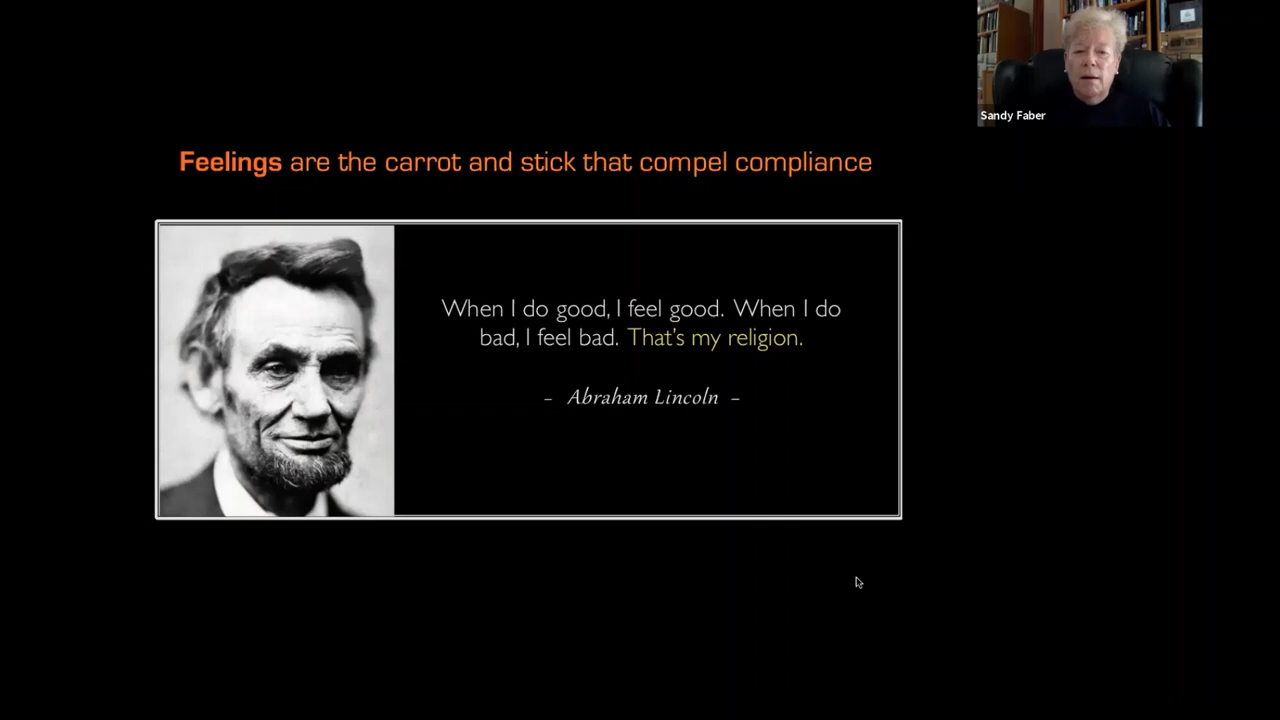 Sandy Faber
Feelings are the carrot and stick that compel compliance
When I do good, I feel good. When I do
bad, I feel bad. That's my religion.
- Abraham Lincoln -